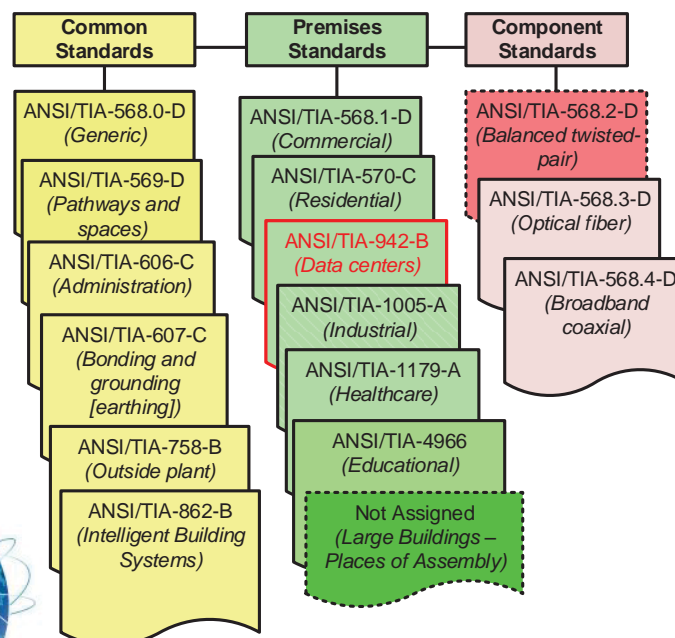 Common
Standards
Premises
Standards
Component
Standards
ANSI/TIA-568.0-D
(Generic)
ANSI/TIA-569-D
(Pathways and
spaces)
ANSI/TIA-606-C
(Administration)
ANSI/TIA-607-C
(Bonding and
grounding
[earthing])
ANSI/TIA-758-B
(Outside plant)
ANSI/TIA-862-B
(Intelligent Building
Systems)
ANSI/TIA-568.1-D
(Commercial)
ANSI/TIA-570-C
(Residential)
ANSI/TIA-942-B
(Data centers)
ANSI/TIA-1005-A
(Industrial)
ANSI/TIA-1179-A
(Healthcare)
ANSI/TIA-4966
(Educational)
Not Assigned
(Large Buildings –
Places of Assembly)
ANSI/TIA-568.2-D
(Balanced twisted-
pair)
ANSI/TIA-568.3-D
(Optical fiber)
ANSI/TIA-568.4-D
(Broadband
coaxial)